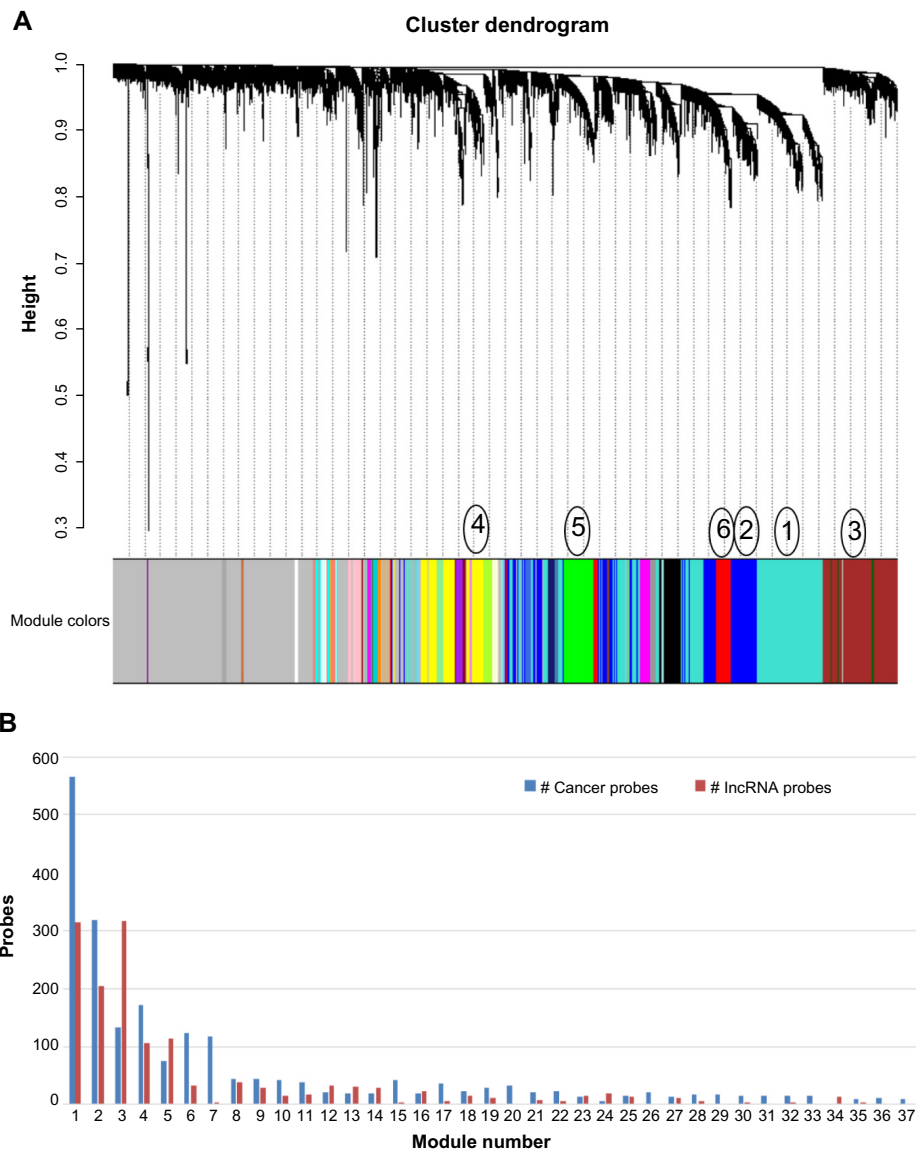 A
Cluster dendrogram
Height
1.0
0.9
0.8
0.7
0.6
0.5
0.4
0.3
4 5 6 2 1 3
Module colors
B
Probes
600
500
400
300
200
100
0
# Cancer probes # lncRNA probes
1 2 3 4 5 6 7 8 9 10 11 12 13 14 15 16 17 18 19 20 21 22 23 24 25 26 27 28 29 30 31 32 33 34 35 36 37
Module number